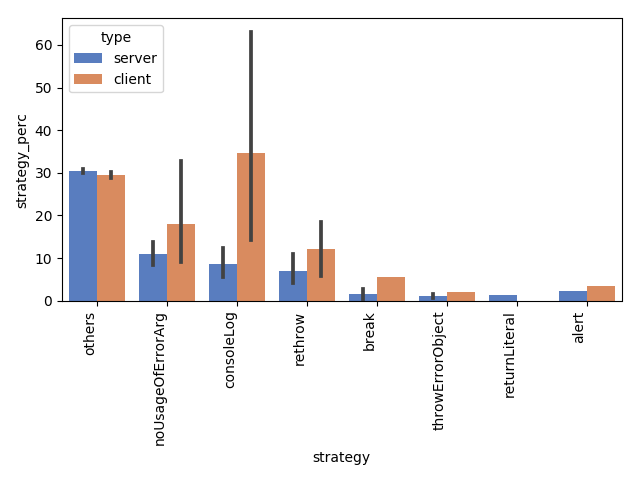 type
server
client
strategy_perc
60
50
40
30
20
10
0
others
noUsageOfErrorArg
consoleLog
rethrow
break
throwErrorObject
returnLiteral
alert
strategy